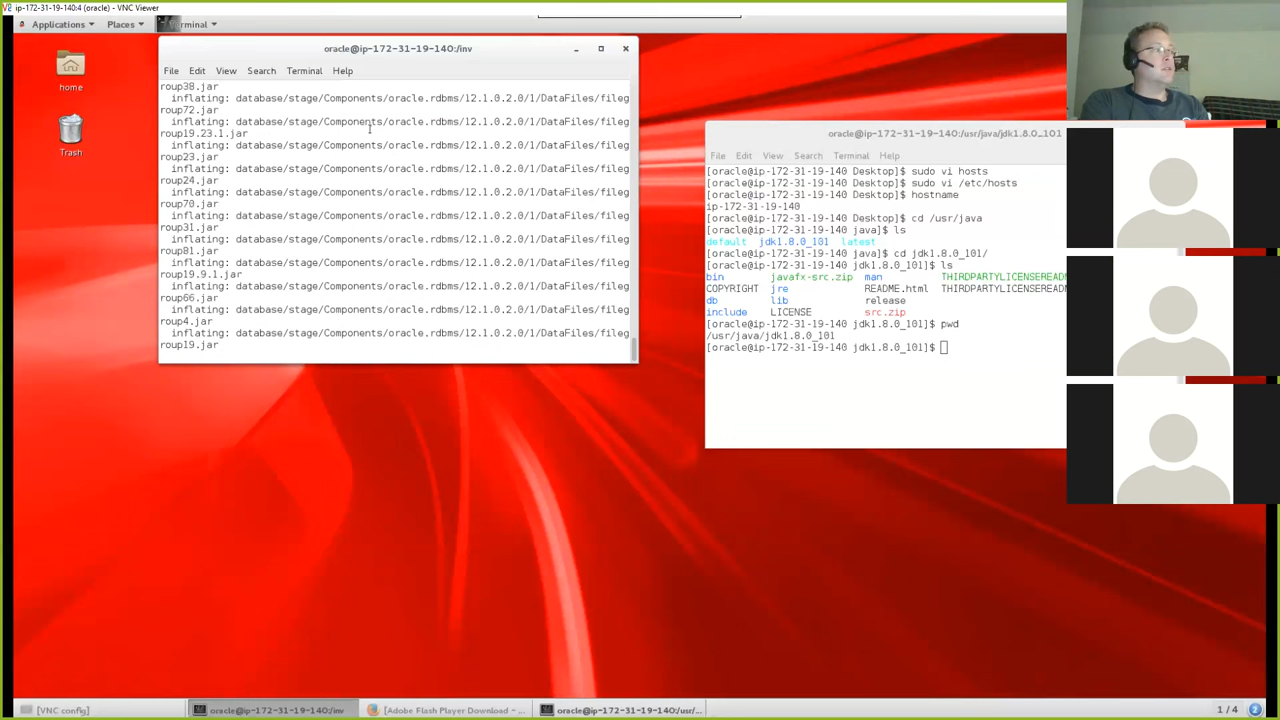 ip-172-31-19-140:4 (oracle) - VNC Viewer
Applications Places Terminal
home
Trash
oracle@ip-172-31-19-140:/inv
File Edit View Search Terminal Help
roup38.jar
inflating: database/stage/Components/oracle.rdbms/12.1.0.2.0/1/DataFiles/fileg
roup72.jar
inflating: database/stage/Components/oracle.rdbms/12.1.0.2.0/1/DataFiles/fileg
roup19.23.1.jar
inflating: database/stage/Components/oracle.rdbms/12.1.0.2.0/1/DataFiles/fileg
roup23.jar
inflating: database/stage/Components/oracle.rdbms/12.1.0.2.0/1/DataFiles/fileg
roup24.jar
inflating: database/stage/Components/oracle.rdbms/12.1.0.2.0/1/DataFiles/fileg
roup70.jar
inflating: database/stage/Components/oracle.rdbms/12.1.0.2.0/1/DataFiles/fileg
roup31.jar
inflating: database/stage/Components/oracle.rdbms/12.1.0.2.0/1/DataFiles/fileg
roup81.jar
inflating: database/stage/Components/oracle.rdbms/12.1.0.2.0/1/DataFiles/fileg
roup19.9.1.jar
inflating: database/stage/Components/oracle.rdbms/12.1.0.2.0/1/DataFiles/fileg
roup66.jar
inflating: database/stage/Components/oracle.rdbms/12.1.0.2.0/1/DataFiles/fileg
roup4.jar
inflating: database/stage/Components/oracle.rdbms/12.1.0.2.0/1/DataFiles/fileg
roup19.jar
oracle@ip-172-31-19-140:/usr/java/jdk1.8.0_101
File Edit View Search Terminal Help
[oracle@ip-172-31-19-140 Desktop]$ sudo vi hosts
[oracle@ip-172-31-19-140 Desktop]$ sudo vi /etc/hosts
[oracle@ip-172-31-19-140 Desktop]$ hostname
ip-172-31-19-140
[oracle@ip-172-31-19-140 Desktop]$ cd /usr/java
[oracle@ip-172-31-19-140 java]$ ls
default jdk1.8.0_101 latest
[oracle@ip-172-31-19-140 java]$ cd jdk1.8.0_101/
[oracle@ip-172-31-19-140 jdk1.8.0_101]$ ls
bin javafx-src.zip man THIRDPARTYLICENSEREADM
COPYRIGHT jre README.html THIRDPARTYLICENSEREADM
db lib release
include LICENSE src.zip
[oracle@ip-172-31-19-140 jdk1.8.0_101]$ pwd
/usr/java/jdk1.8.0_101
[oracle@ip-172-31-19-140 jdk1.8.0_101]$
[VNC config] oracle@ip-172-31-19-140:/inv [Adobe Flash Player Download - ... oracle@ip-172-31-19-140:/usr/... 1 / 4 2